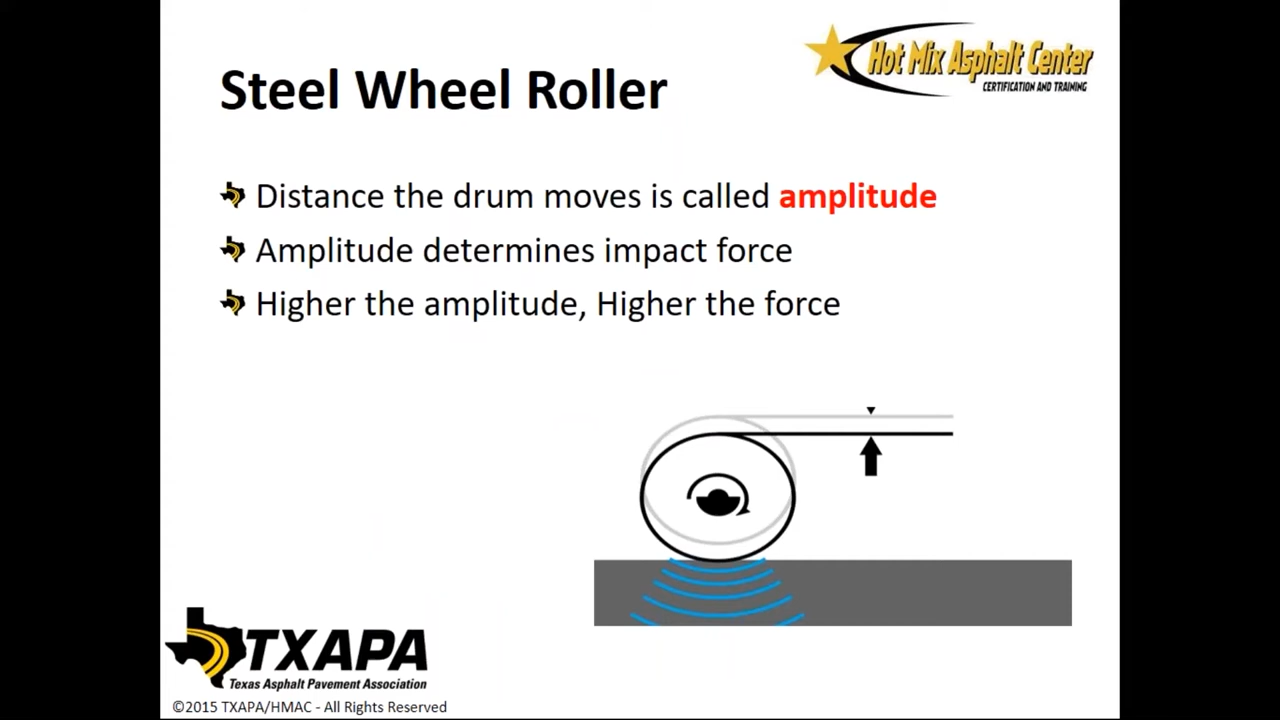 Hot Mix Asphalt Center
CERTIFICATION AND TRAINING
Steel Wheel Roller
Distance the drum moves is called amplitude
Amplitude determines impact force
Higher the amplitude, Higher the force
TXAPA
Texas Asphalt Pavement Association
©2015 TXAPA/HMAC - All Rights Reserved